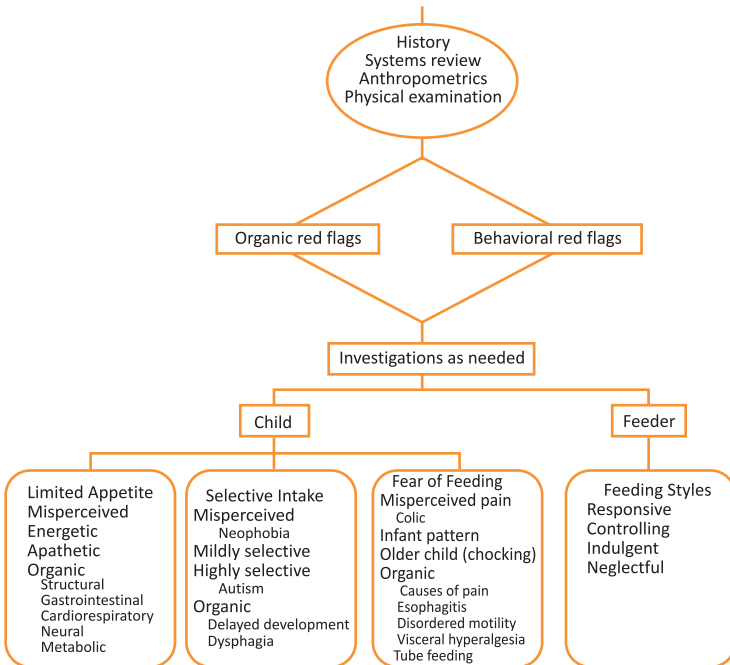 History
Systems review
Anthropometrics
Physical examination
Organic red flags
Behavioral red flags
Investigations as needed
Child
Feeder
Limited Appetite
Misperceived
Energetic
Apathetic
Organic
Structural
Gastrointestinal
Cardiorespiratory
Neural
Metabolic
Selective Intake
Misperceived
Neophobia
Mildly selective
Highly selective
Autism
Organic
Delayed development
Dysphagia
Fear of Feeding
Misperceived pain
Colic
Infant pattern
Older child (chocking)
Organic
Causes of pain
Esophagitis
Disordered motility
Visceral hyperalgesia
Tube feeding
Feeding Styles
Responsive
Controlling
Indulgent
Neglectful